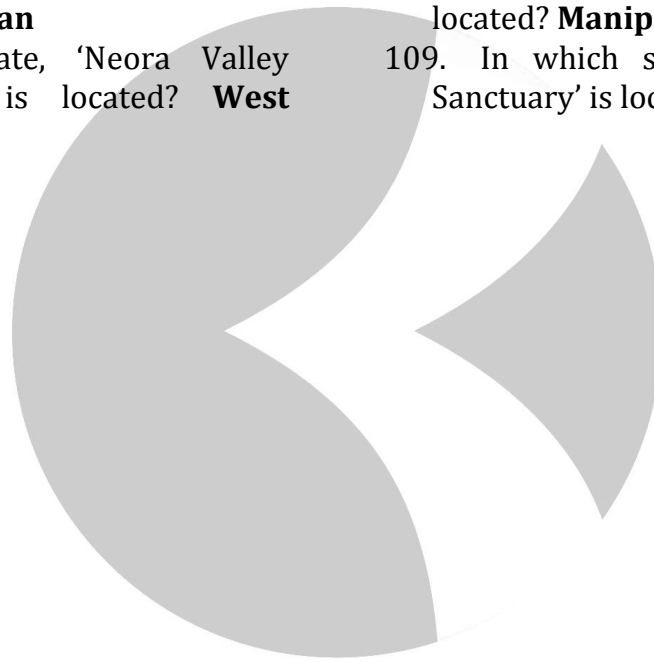 an
ate, ‘Neora Valley
is located? West
located? Manip
109. In which s
Sanctuary’ is loc